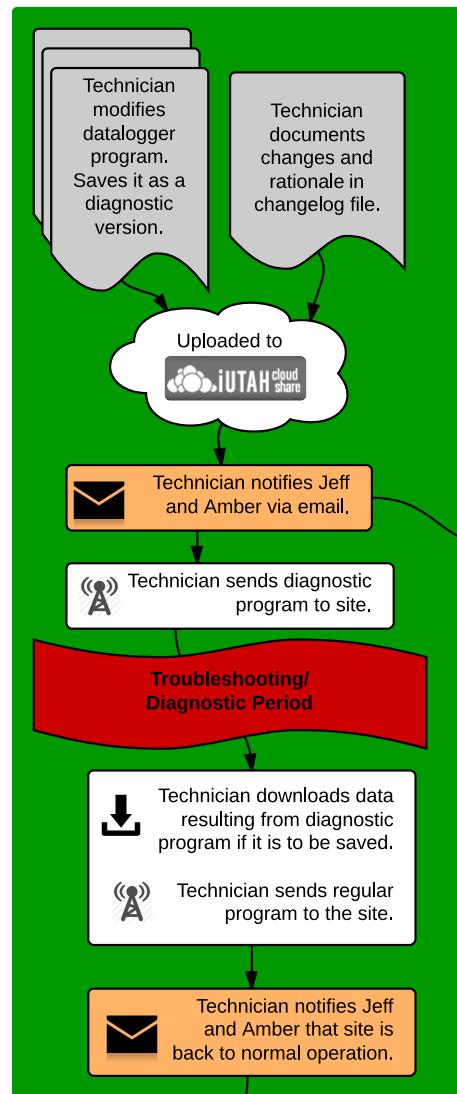 Technician
modifies
datalogger
program.
Saves it as a
diagnostic
version.
Technician
documents
changes and
rationale in
changelog file.
Uploaded to
iUTAH cloud
share
Technician notifies Jeff
and Amber via email.
Technician sends diagnostic
program to site.
Troubleshooting/
Diagnostic Period
Technician downloads data
resulting from diagnostic
program if it is to be saved.
Technician sends regular
program to the site.
Technician notifies Jeff
and Amber that site is
back to normal operation.